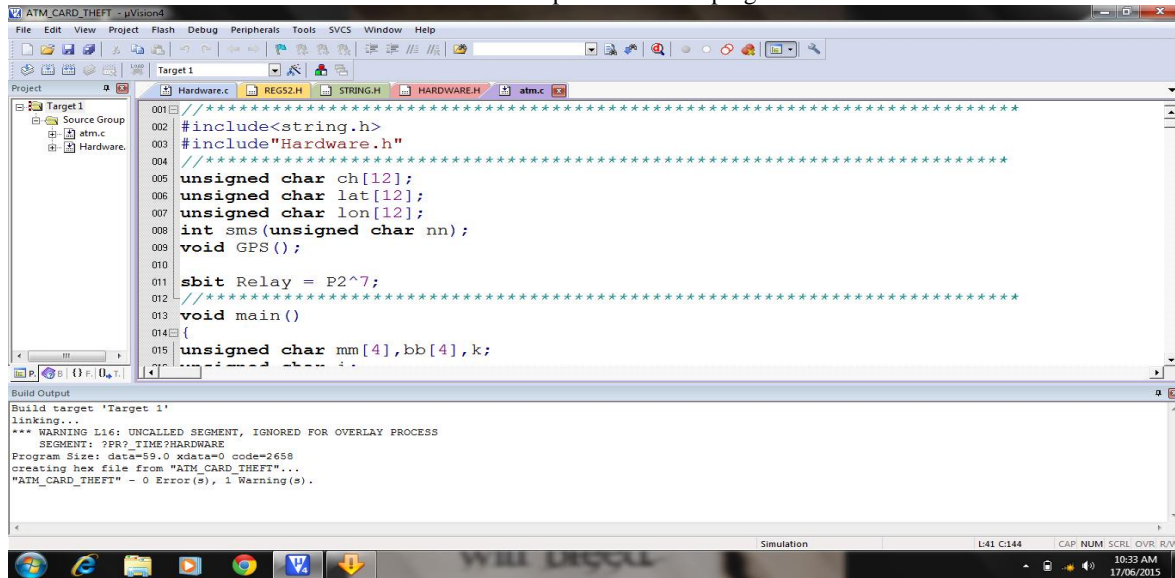 ATM_CARD_THEFT - µVision4
File Edit View Project Flash Debug Peripherals Tools SVCS Window Help
Target 1
Project
Hardware.c REG52.H STRING.H HARDWARE.H atm.c
Target 1
Source Group
atm.c
Hardware.
001 //*************************************************************************
002 #include<string.h>
003 #include"Hardware.h"
004 //************************************************************************
005 unsigned char ch[12];
006 unsigned char lat[12];
007 unsigned char lon[12];
008 int sms(unsigned char nn);
009 void GPS();
010
011 sbit Relay = P2^7;
012 //*************************************************************************
013 void main()
014 {
015 unsigned char mm[4],bb[4],k;
P. B {} F. 0 T.
Build Output
Build target 'Target 1'
linking...
*** WARNING L16: UNCALLED SEGMENT, IGNORED FOR OVERLAY PROCESS
SEGMENT: ?PR?_TIME?HARDWARE
Program Size: data=59.0 xdata=0 code=2658
creating hex file from "ATM_CARD_THEFT"...
"ATM_CARD_THEFT" - 0 Error(s), 1 Warning(s).
Simulation L:41 C:144 CAP NUM SCRL OVR R/W
10:33 AM
17/06/2015